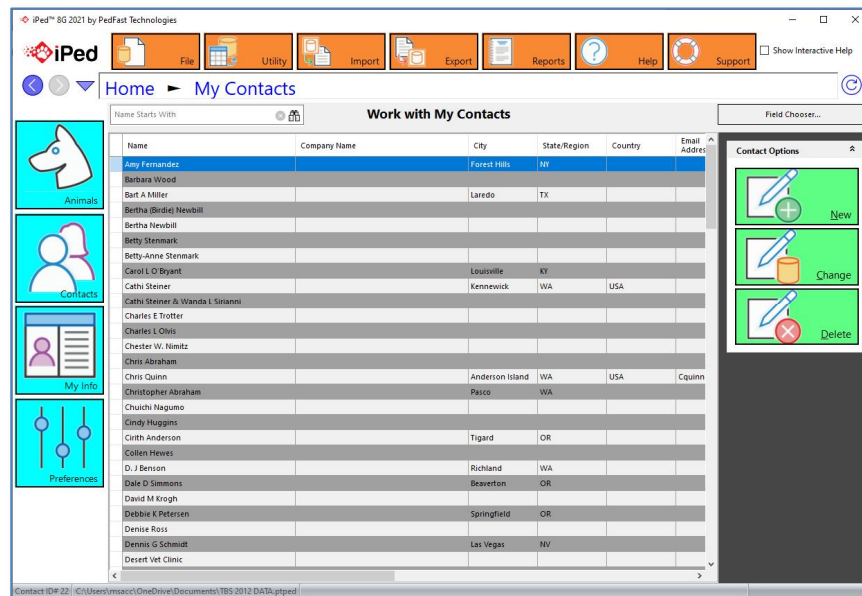 iPed™ 8G 2021 by PedFast Technologies
iPed
File
Utility
Import
Export
Reports
Help
Support
Show Interactive Help
Home ► My Contacts
Name Starts With
Work with My Contacts
Field Chooser...
Name Company Name City State/Region Country Email Addres
Amy Fernandez Forest Hills NY
Barbara Wood
Bart A Miller Laredo TX
Bertha (Birdie) Newbill
Bertha Newbill
Betty Stenmark
Betty-Anne Stenmark
Carol L O'Bryant Louisville KY
Cathi Steiner Kennewick WA USA
Cathi Steiner & Wanda L Sirianni
Charles E Trotter
Charles L Olvis
Chester W. Nimitz
Chris Abraham
Chris Quinn Anderson Island WA USA Cquinn
Christopher Abraham Pasco WA
Chuichi Nagumo
Cindy Huggins
Cirith Anderson Tigard OR
Collen Hewes
D. J Benson Richland WA
Dale D Simmons Beaverton OR
David M Krogh
Debbie K Petersen Springfield OR
Denise Ross
Dennis G Schmidt Las Vegas NV
Desert Vet Clinic
Animals
Contacts
My Info
Preferences
Contact Options
New
Change
Delete
Contact ID# 22 C:\Users\msacc\OneDrive\Documents\TBS 2012 DATA.ptped